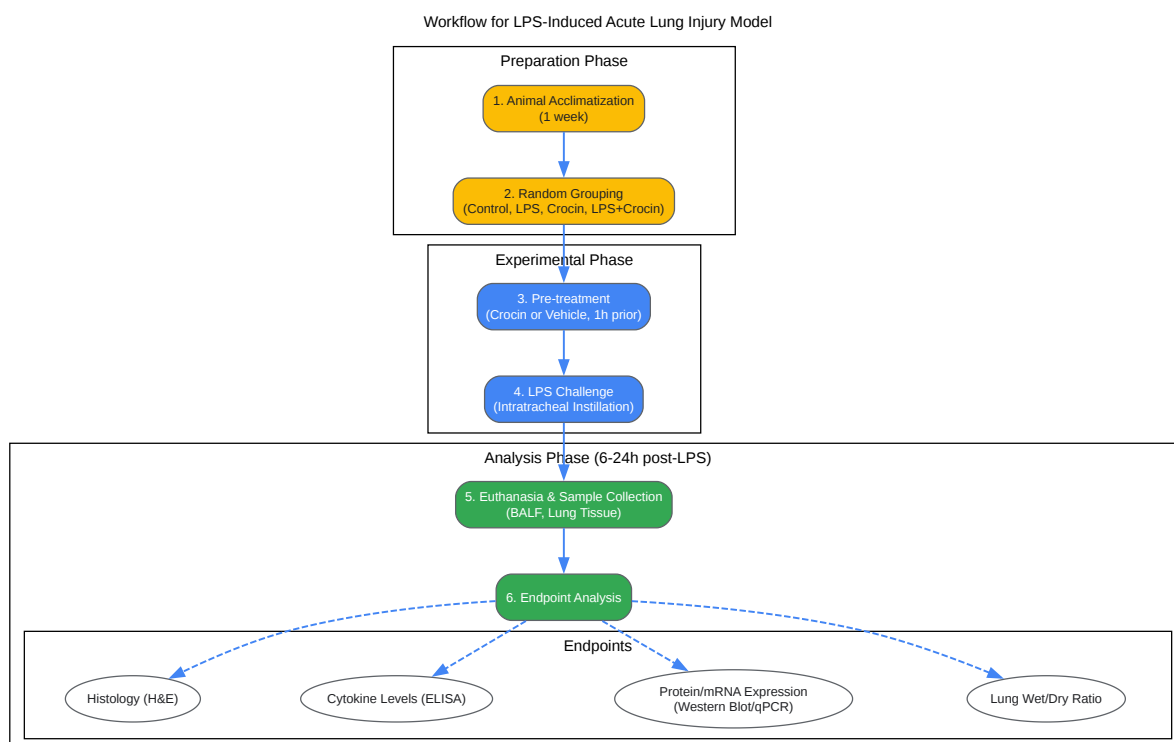 Workflow for LPS-Induced Acute Lung Injury Model
Preparation Phase
1. Animal Acclimatization
(1 week)
2. Random Grouping
(Control, LPS, Crocin, LPS+Crocin)
Experimental Phase
3. Pre-treatment
(Crocin or Vehicle, 1h prior)
4. LPS Challenge
(Intratracheal Instillation)
Analysis Phase (6-24h post-LPS)
5. Euthanasia & Sample Collection
(BALF, Lung Tissue)
6. Endpoint Analysis
Endpoints
Histology (H&E)
Cytokine Levels (ELISA)
Protein/mRNA Expression
(Western Blot/qPCR)
Lung Wet/Dry Ratio